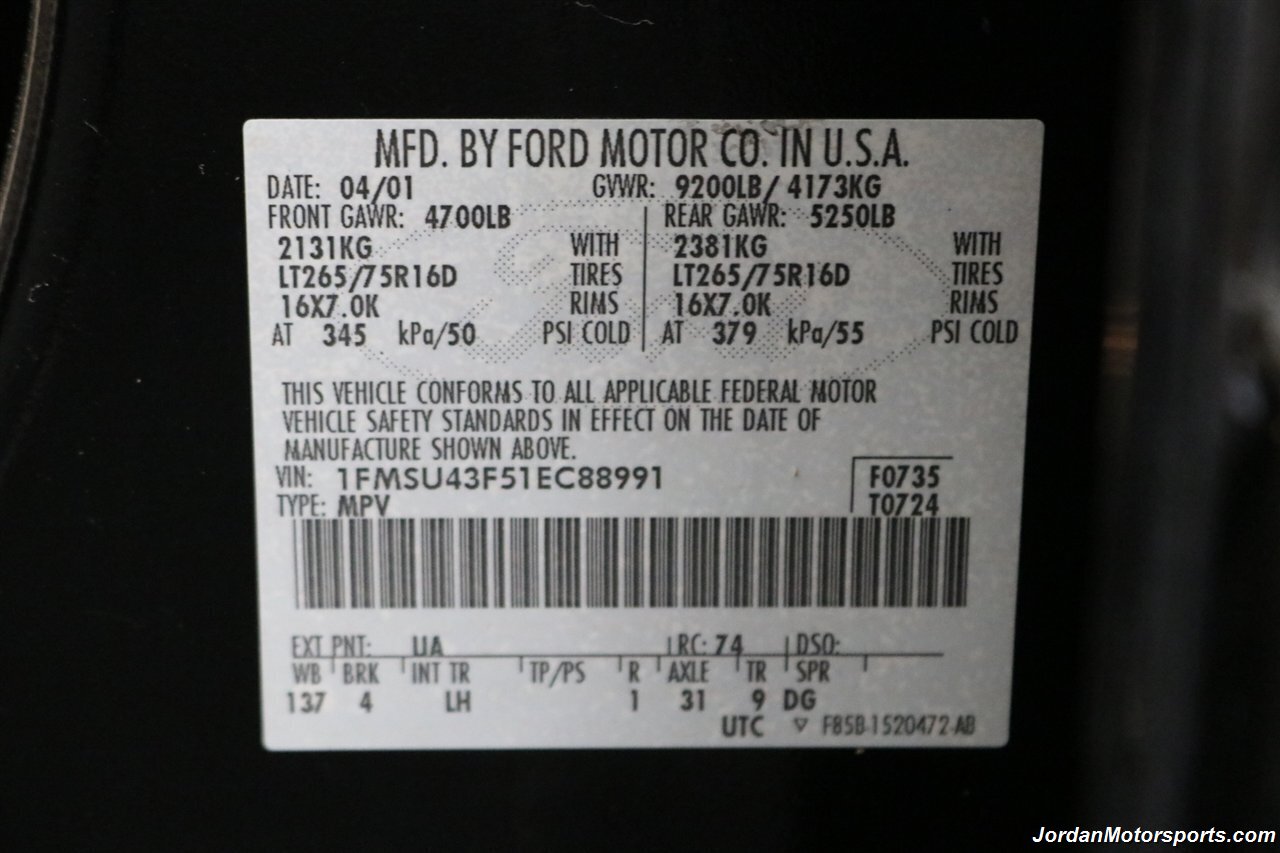 MFD. BY FORD MOTOR CO. IN U.S.A.
DATE: 04/01 GVWR: 9200LB/ 4173KG
FRONT GAWR: 4700LB REAR GAWR: 5250LB
2131KG WITH 2381KG WITH
LT265/75R16D TIRES LT265/75R16D TIRES
16X7.0K RIMS 16X7.0K RIMS
AT 345 kPa/50 PSI COLD AT 379 kPa/55 PSI COLD
THIS VEHICLE CONFORMS TO ALL APPLICABLE FEDERAL MOTOR
VEHICLE SAFETY STANDARDS IN EFFECT ON THE DATE OF
MANUFACTURE SHOWN ABOVE.
VIN: 1FMSU43F51EC88991 F0735
TYPE: MPV T0724
EXT PNT: UA RC: 74 DSO:
WB BRK INT TR TP/PS R AXLE TR SPR
137 4 LH 1 31 9 DG
UTC ▽ F85B-1520472-AB
JordanMotorsports.com